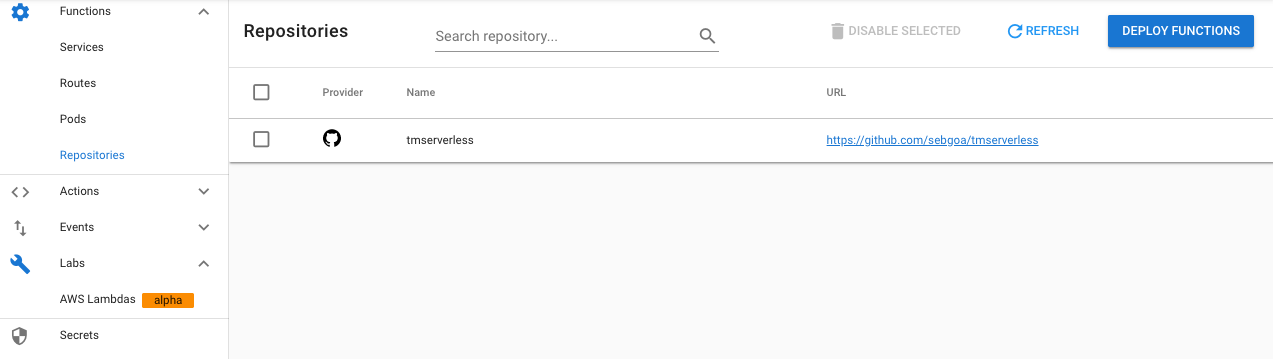 Functions
Services
Routes
Pods
Repositories
Actions
Events
Labs
AWS Lambdas alpha
Secrets
Repositories Search repository... DISABLE SELECTED REFRESH DEPLOY FUNCTIONS
Provider Name URL
tmserverless https://github.com/sebgoa/tmserverless